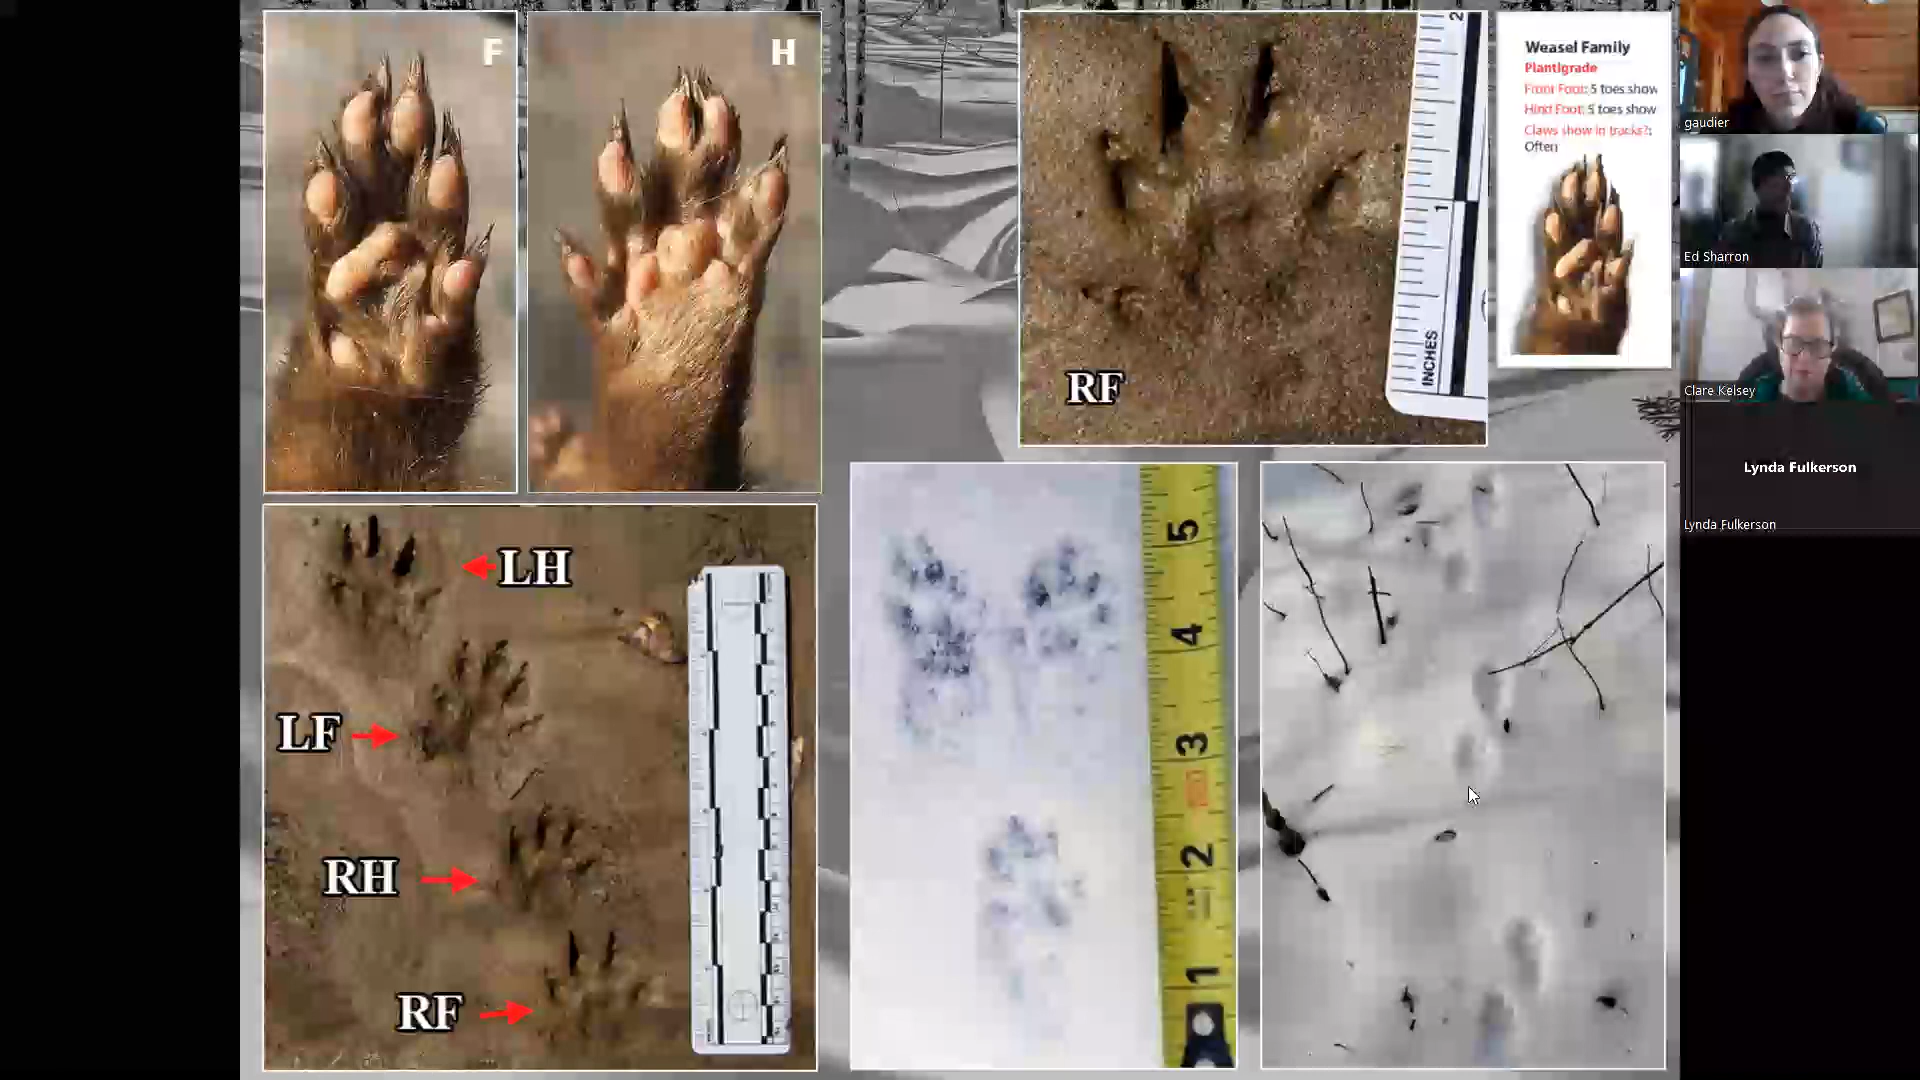 F
H
RF
2
1
INCHES
Weasel Family
Plantigrade
Front Foot: 5 toes show
Hind Foot: 5 toes show
Claws show in tracks?:
Often
LH
LF
RH
RF
5
4
3
2
1
gaudier
Ed Sharron
Clare Kelsey
Lynda Fulkerson
Lynda Fulkerson